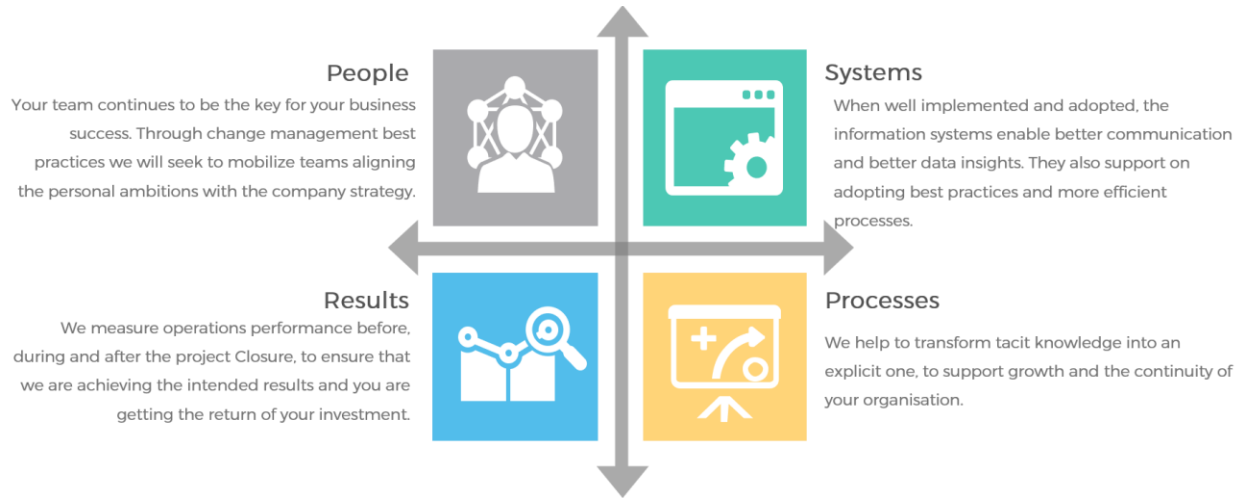 People
Your team continues to be the key for your business
success. Through change management best
practices we will seek to mobilize teams aligning
the personal ambitions with the company strategy.
Systems
When well implemented and adopted, the
information systems enable better communication
and better data insights. They also support on
adopting best practices and more efficient
processes.
Results
We measure operations performance before,
during and after the project Closure, to ensure that
we are achieving the intended results and you are
getting the return of your investment.
Processes
We help to transform tacit knowledge into an
explicit one, to support growth and the continuity of
your organisation.